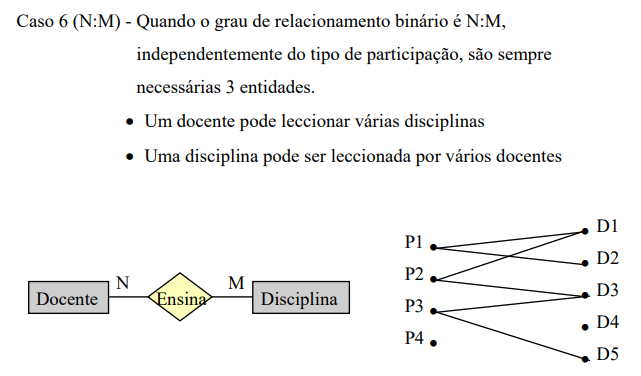 Caso 6 (N:M) - Quando o grau de relacionamento binário é N:M,
independentemente do tipo de participação, são sempre
necessárias 3 entidades.
• Um docente pode leccionar várias disciplinas
• Uma disciplina pode ser leccionada por vários docentes
Docente N Ensina M Disciplina
P1
P2
P3
P4
D1
D2
D3
D4
D5